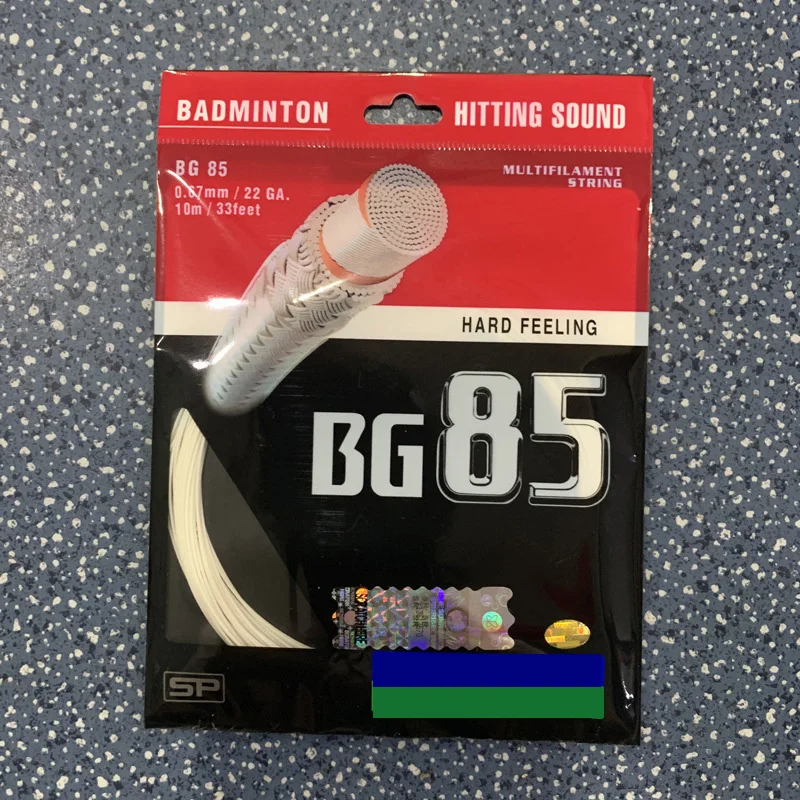 BADMINTON
HITTING SOUND
BG 85
0.67mm / 22 GA.
10m / 33feet
MULTIFILAMENT
STRING
HARD FEELING
BG85
SP